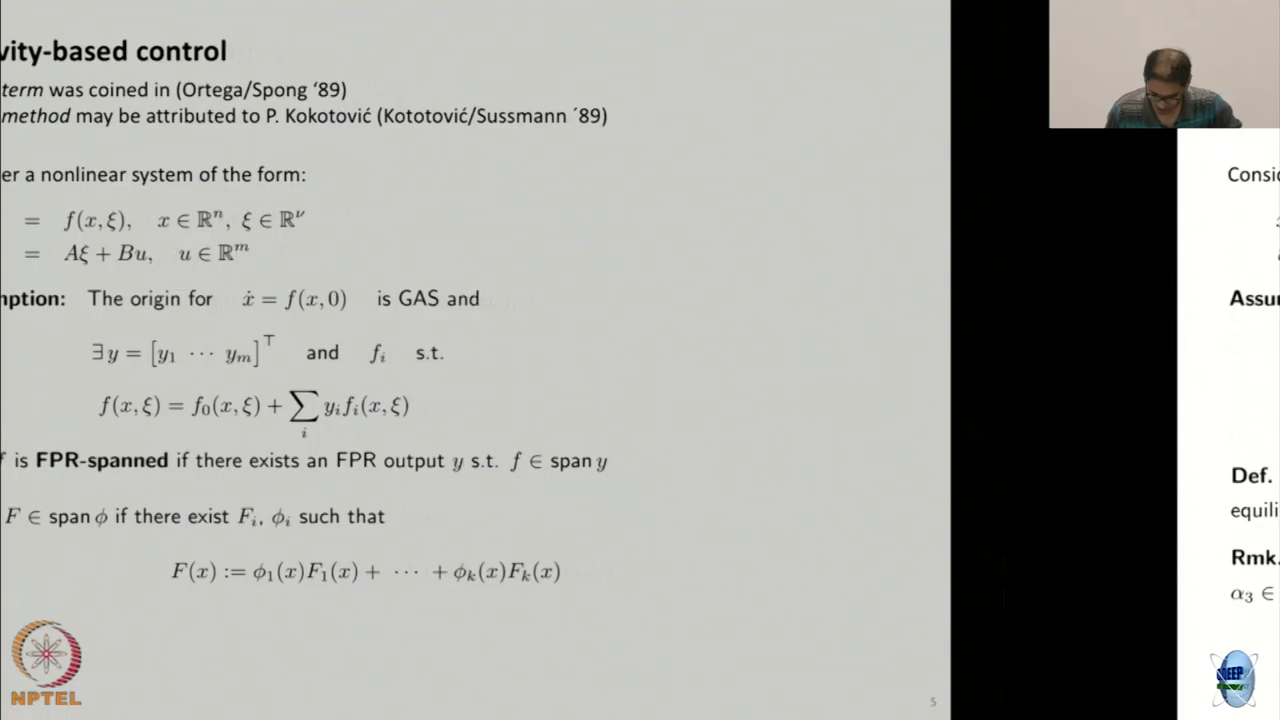 vity-based control
term was coined in (Ortega/Spong ‘89)
method may be attributed to P. Kokotović (Kototović/Sussmann ´89)
er a nonlinear system of the form:
= f(x, ξ), x ∈ ℝⁿ, ξ ∈ ℝ^ν
= Aξ + Bu, u ∈ ℝᵐ
nption: The origin for ẋ = f(x, 0) is GAS and
∃ y = [y₁ ⋯ yₘ]^⊤ and fᵢ s.t.
f(x, ξ) = f₀(x, ξ) + ∑ᵢ yᵢfᵢ(x, ξ)
f is FPR-spanned if there exists an FPR output y s.t. f ∈ span y
F ∈ span φ if there exist Fᵢ, φᵢ such that
F(x) := φ₁(x)F₁(x) + ⋯ + φₖ(x)Fₖ(x)
5
NPTEL
Consi
Assu
Def.
equili
Rmk.
α₃ ∈